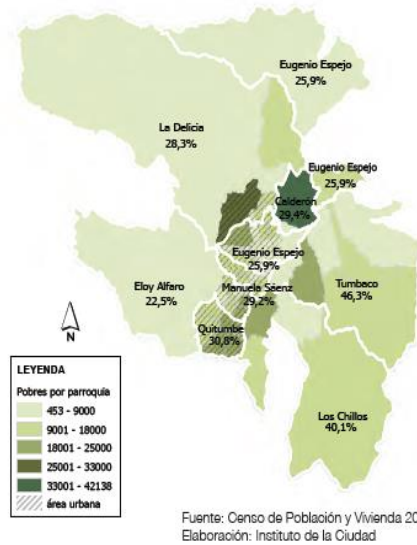 Eugenio Espejo
25,9%
La Delicia
28,3%
Eugenio Espejo
25,9%
Calderón
29,4%
Eugenio Espejo
25,9%
Eloy Alfaro
22,5%
Manuela Sáenz
29,2%
Tumbaco
46,3%
Quitumbe
30,8%
Los Chillos
40,1%
N
LEYENDA
Pobres por parroquia
453 - 9000
9001 - 18000
18001 - 25000
25001 - 33000
33001 - 42138
área urbana
Fuente: Censo de Población y Vivienda 20
Elaboración: Instituto de la Ciudad